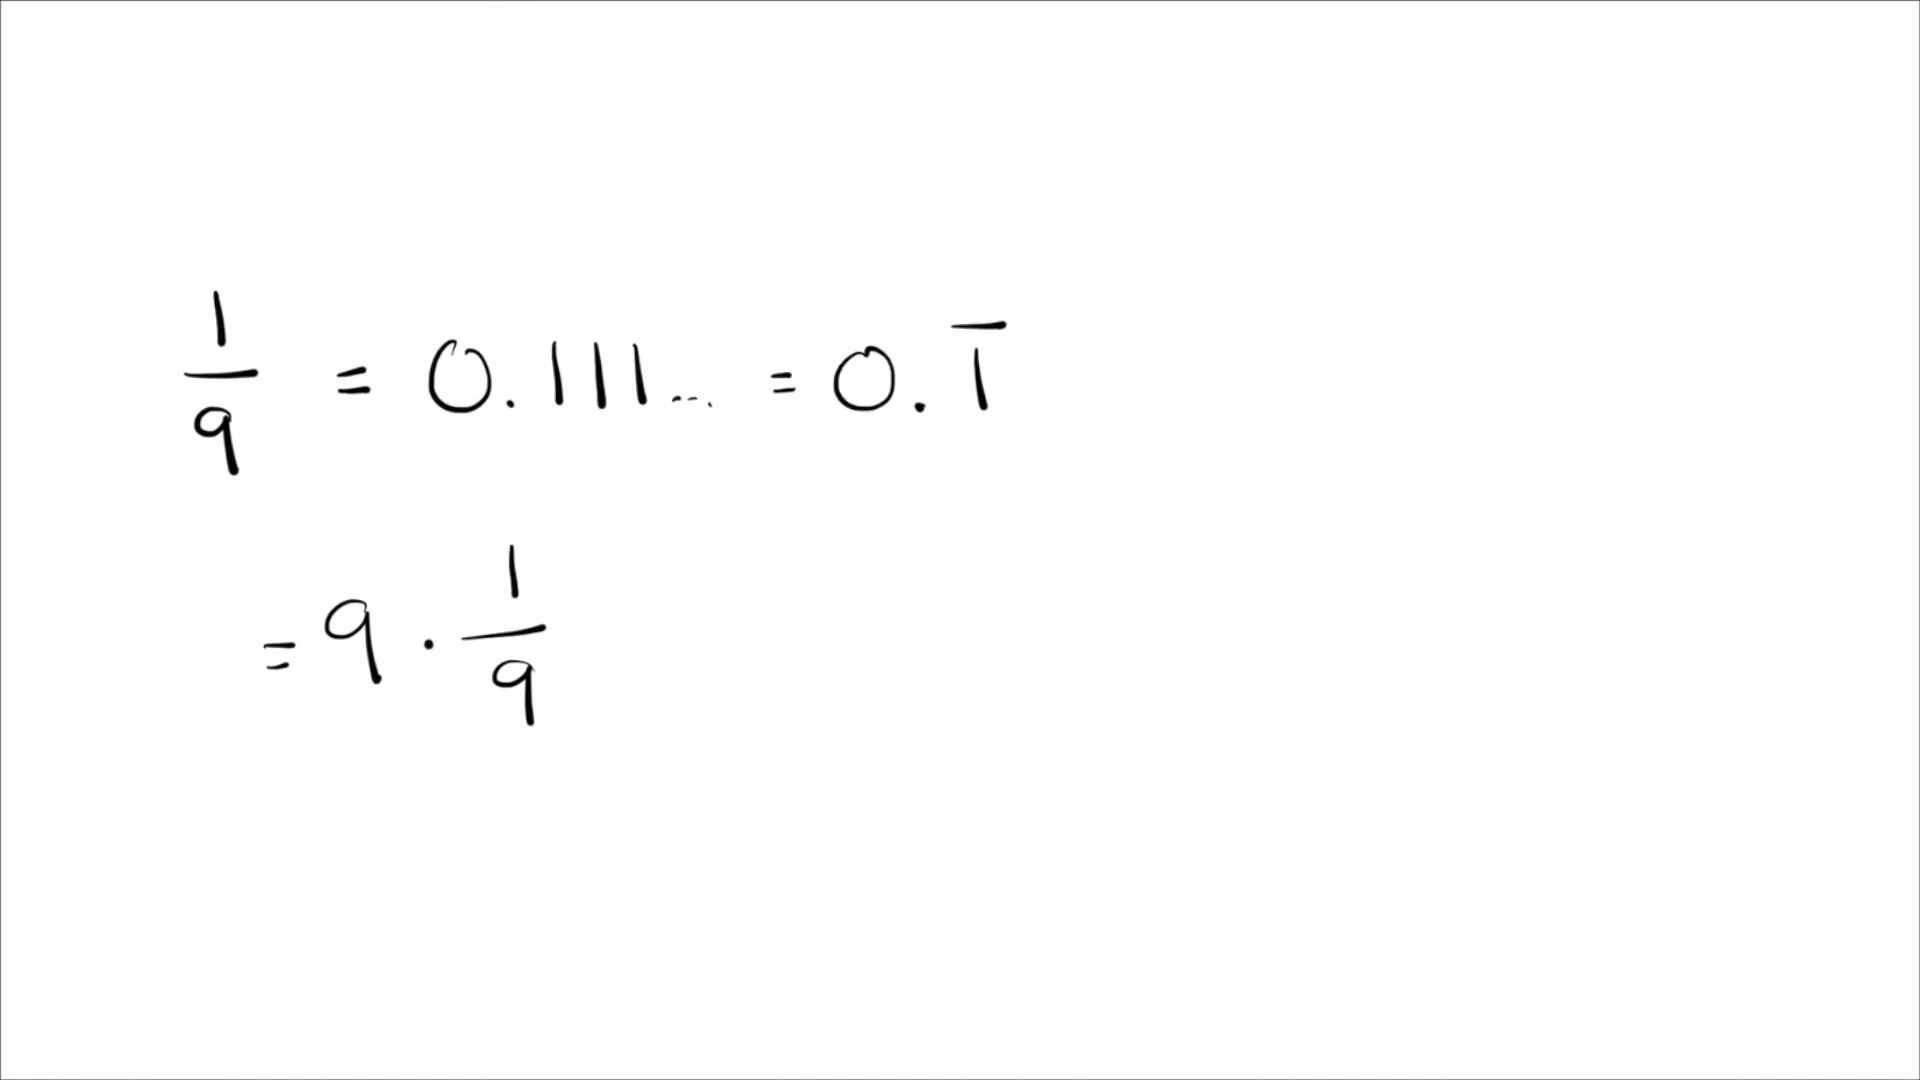 1/9 = 0.111... = 0.1̅
= 9 · 1/9